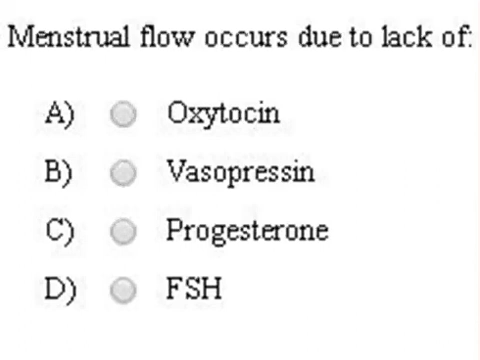 Menstrual flow occurs due to lack of:
A) Oxytocin
B) Vasopressin
C) Progesterone
D) FSH